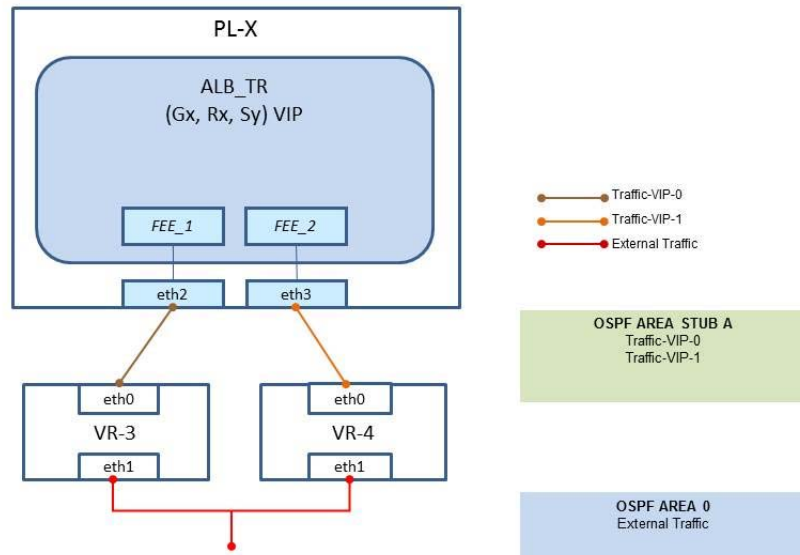 PL-X
ALB_TR
(Gx, Rx, Sy) VIP
FEE_1
FEE_2
eth2
eth3
eth0
eth0
VR-3
VR-4
eth1
eth1
Traffic-VIP-0
Traffic-VIP-1
External Traffic
OSPF AREA STUB A
Traffic-VIP-0
Traffic-VIP-1
OSPF AREA 0
External Traffic